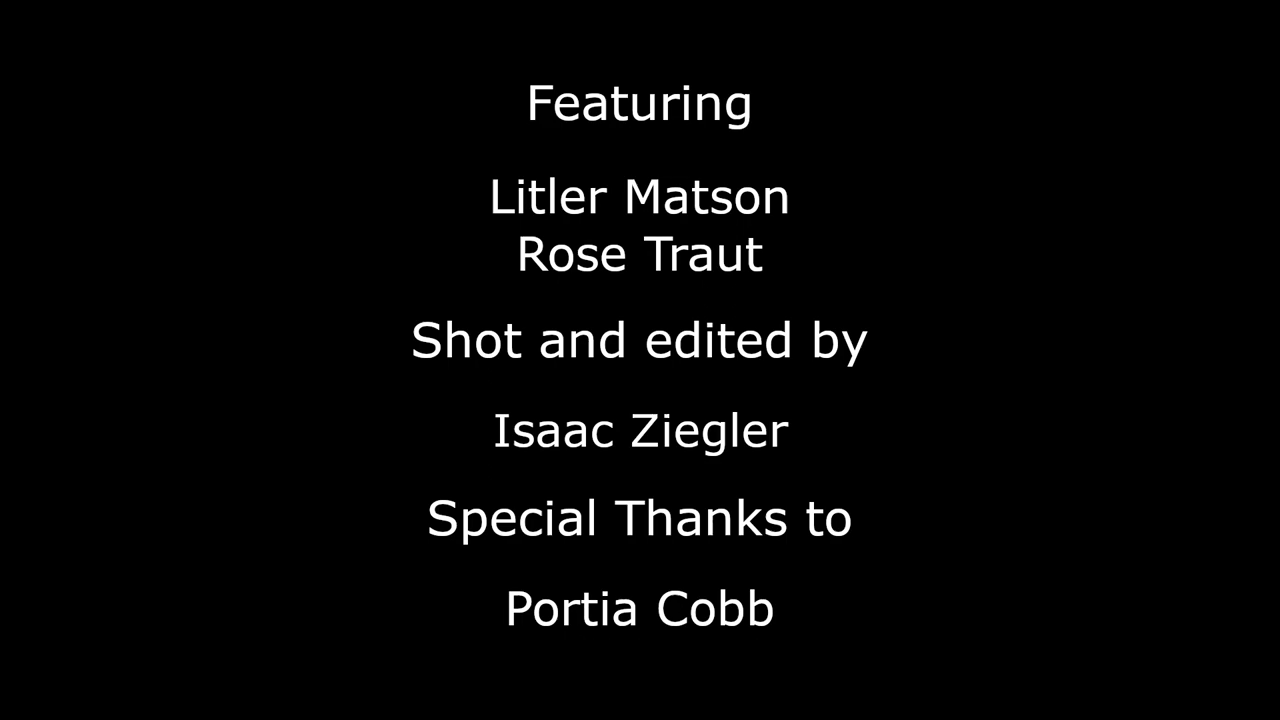 Featuring
Litler Matson
Rose Traut
Shot and edited by
Isaac Ziegler
Special Thanks to
Portia Cobb